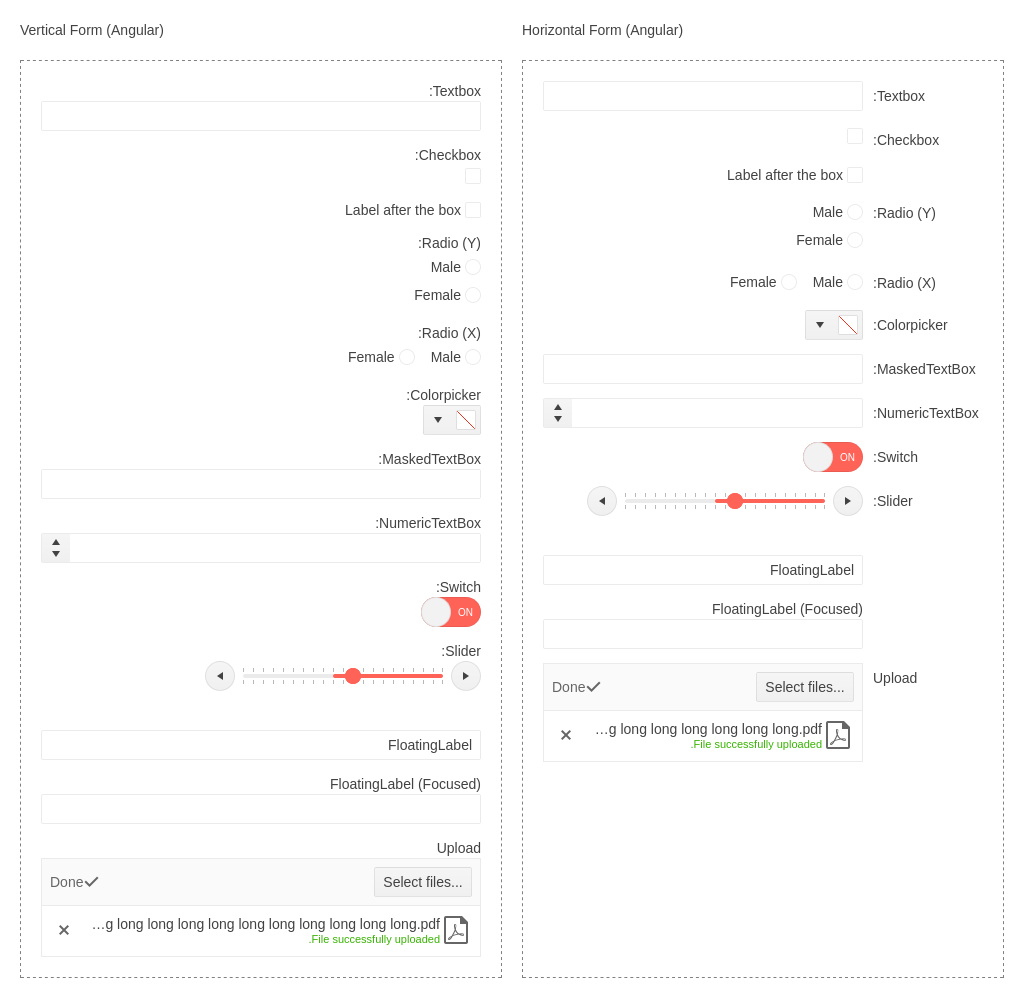 Vertical Form (Angular)
:Textbox
:Checkbox
Label after the box
:Radio (Y)
Male
Female
:Radio (X)
Female Male
:Colorpicker
:MaskedTextBox
:NumericTextBox
:Switch
ON
:Slider
FloatingLabel
FloatingLabel (Focused)
Upload
Done Select files...
...g long long long long long long long long long long.pdf
.File successfully uploaded
Horizontal Form (Angular)
:Textbox
:Checkbox
Label after the box
Male :Radio (Y)
Female
Female Male :Radio (X)
:Colorpicker
:MaskedTextBox
:NumericTextBox
ON :Switch
:Slider
FloatingLabel
FloatingLabel (Focused)
Done Select files... Upload
...g long long long long long long.pdf
.File successfully uploaded